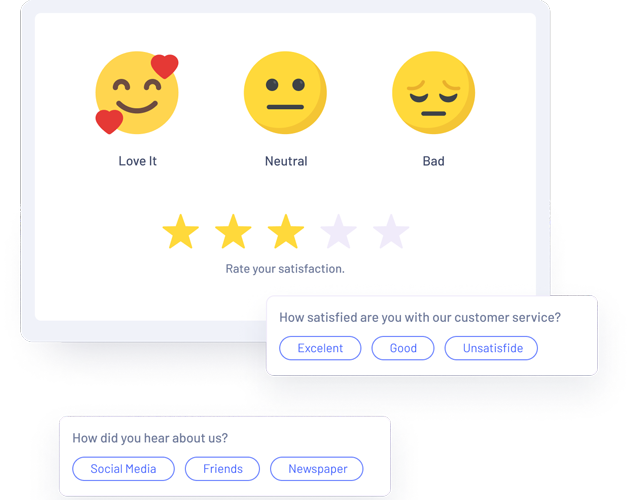 Love It
Neutral
Bad
Rate your satisfaction.
How satisfied are you with our customer service?
Excelent
Good
Unsatisfide
How did you hear about us?
Social Media
Friends
Newspaper